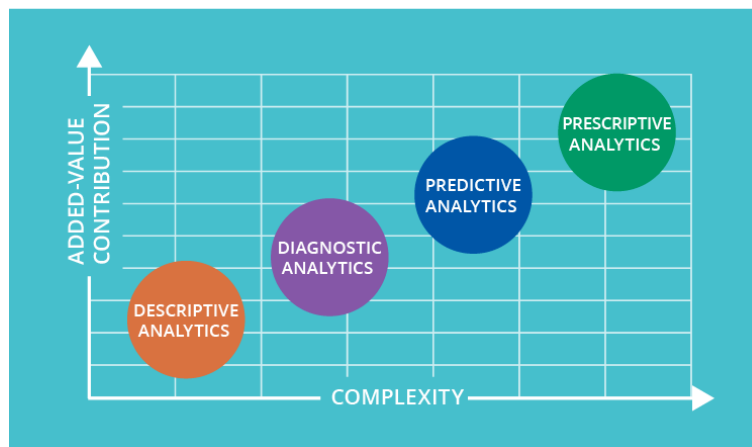 ADDED-VALUE
CONTRIBUTION
PRESCRIPTIVE
ANALYTICS
PREDICTIVE
ANALYTICS
DIAGNOSTIC
ANALYTICS
DESCRIPTIVE
ANALYTICS
COMPLEXITY